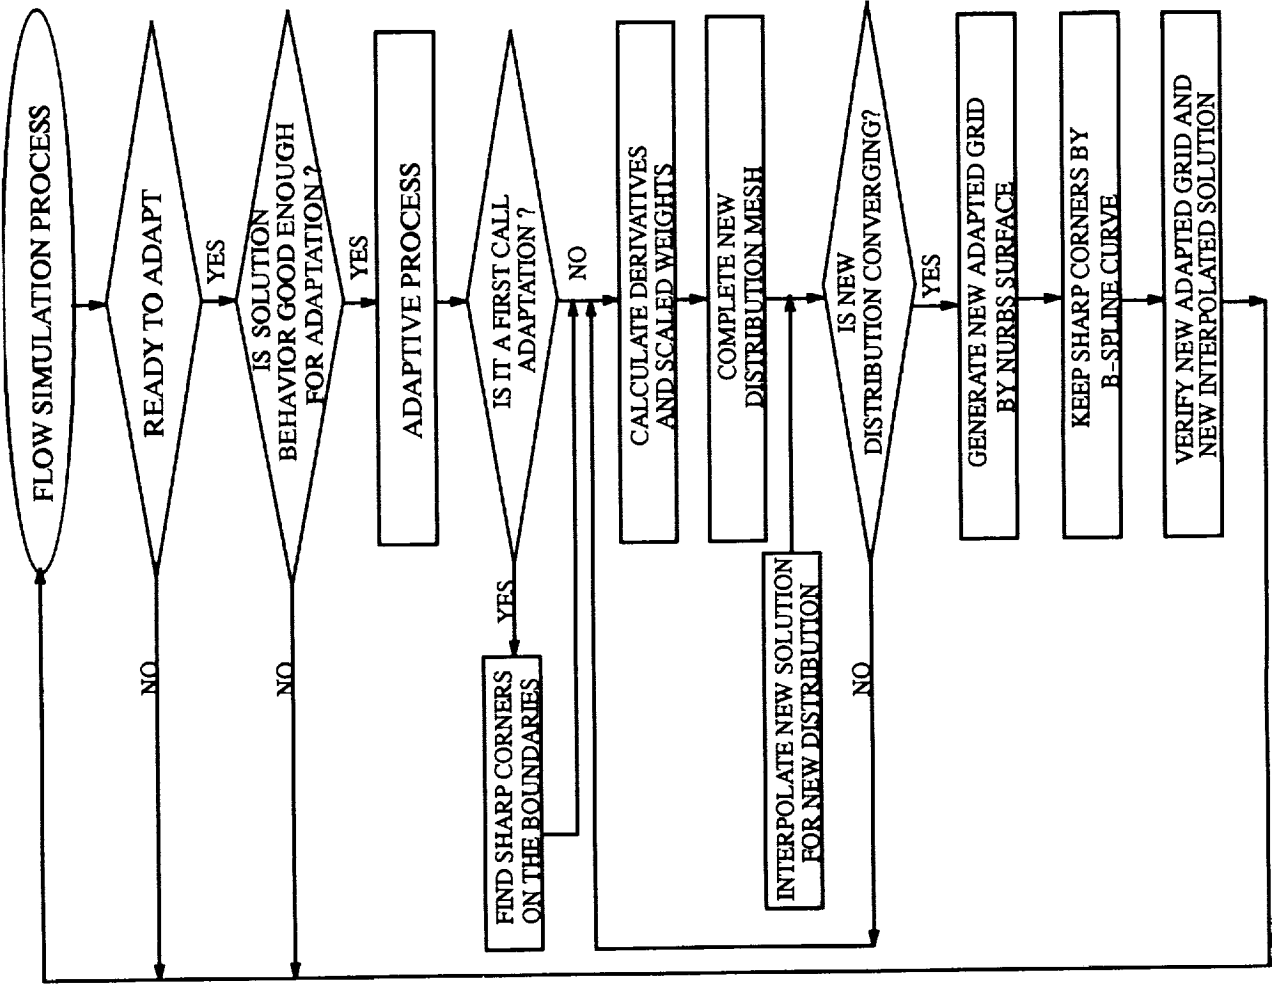 FLOW SIMULATION PROCESS
READY TO ADAPT
NO
YES
IS SOLUTION
BEHAVIOR GOOD ENOUGH
FOR ADAPTATION ?
NO
YES
ADAPTIVE PROCESS
IS IT A FIRST CALL
ADAPTATION ?
YES
NO
FIND SHARP CORNERS
ON THE BOUNDARIES
CALCULATE DERIVATIVES
AND SCALED WEIGHTS
COMPLETE NEW
DISTRIBUTION MESH
INTERPOLATE NEW SOLUTION
FOR NEW DISTRIBUTION
IS NEW
DISTRIBUTION CONVERGING?
NO
YES
GENERATE NEW ADAPTED GRID
BY NURBS SURFACE
KEEP SHARP CORNERS BY
B-SPLINE CURVE
VERIFY NEW ADAPTED GRID AND
NEW INTERPOLATED SOLUTION